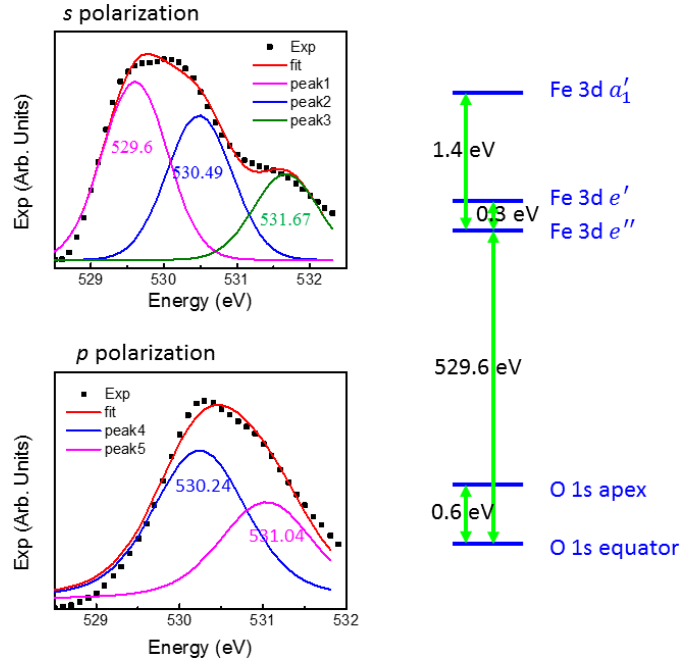 s polarization
Exp (Arb. Units)
Exp
fit
peak1
peak2
peak3
529.6
530.49
531.67
529 530 531 532
Energy (eV)
p polarization
Exp (Arb. Units)
Exp
fit
peak4
peak5
530.24
531.04
529 530 531 532
Energy (eV)
Fe 3d a₁′
1.4 eV
Fe 3d e′
0.3 eV
Fe 3d e″
529.6 eV
O 1s apex
0.6 eV
O 1s equator